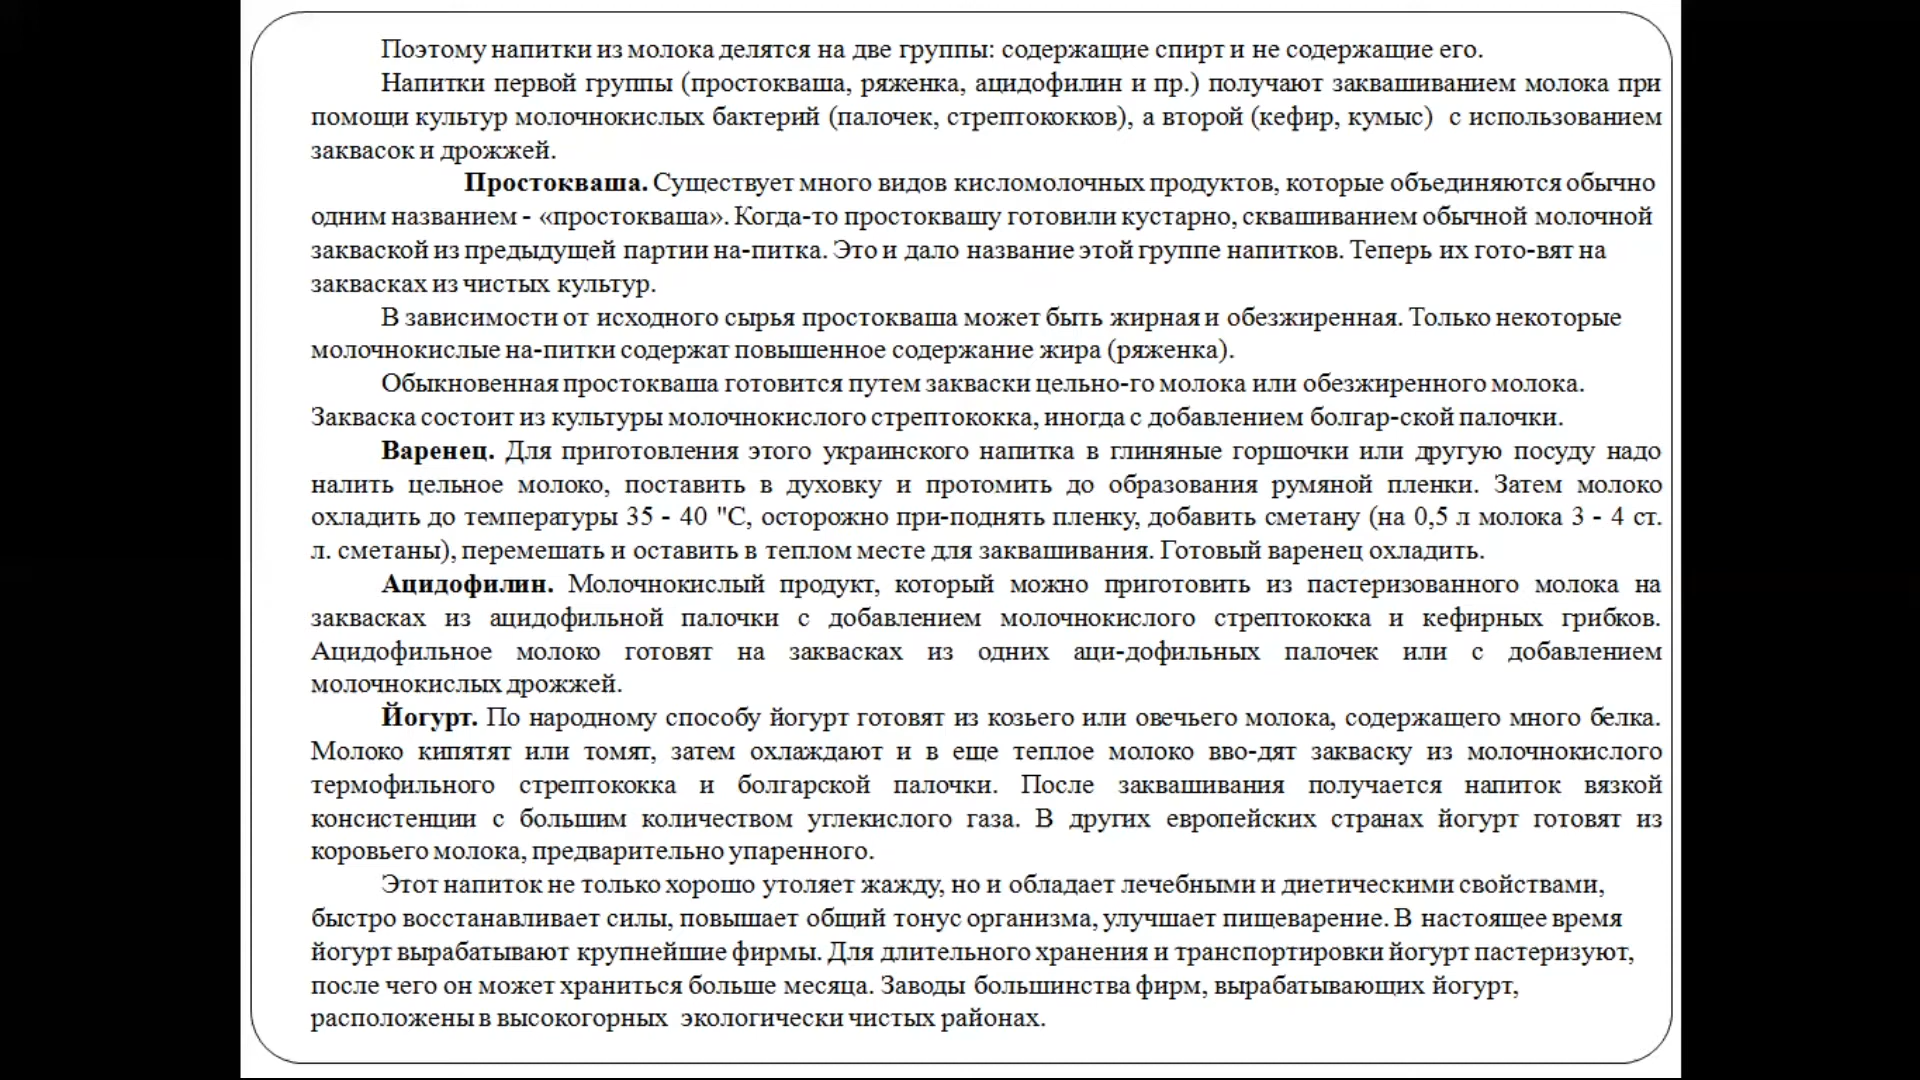 Поэтому напитки из молока делятся на две группы: содержащие спирт и не содержащие его.
Напитки первой группы (простокваша, ряженка, ацидофилин и пр.) получают заквашиванием молока при
помощи культур молочнокислых бактерий (палочек, стрептококков), а второй (кефир, кумыс) с использованием
заквасок и дрожжей.
Простокваша. Существует много видов кисломолочных продуктов, которые объединяются обычно
одним названием - «простокваша». Когда-то простоквашу готовили кустарно, сквашиванием обычной молочной
закваской из предыдущей партии на-питка. Это и дало название этой группе напитков. Теперь их гото-вят на
заквасках из чистых культур.
В зависимости от исходного сырья простокваша может быть жирная и обезжиренная. Только некоторые
молочнокислые на-питки содержат повышенное содержание жира (ряженка).
Обыкновенная простокваша готовится путем закваски цельно-го молока или обезжиренного молока.
Закваска состоит из культуры молочнокислого стрептококка, иногда с добавлением болгар-ской палочки.
Варенец. Для приготовления этого украинского напитка в глиняные горшочки или другую посуду надо
налить цельное молоко, поставить в духовку и протомить до образования румяной пленки. Затем молоко
охладить до температуры 35 - 40 "С, осторожно при-поднять пленку, добавить сметану (на 0,5 л молока 3 - 4 ст.
л. сметаны), перемешать и оставить в теплом месте для заквашивания. Готовый варенец охладить.
Ацидофилин. Молочнокислый продукт, который можно приготовить из пастеризованного молока на
заквасках из ацидофильной палочки с добавлением молочнокислого стрептококка и кефирных грибков.
Ацидофильное молоко готовят на заквасках из одних аци-дофильных палочек или с добавлением
молочнокислых дрожжей.
Йогурт. По народному способу йогурт готовят из козьего или овечьего молока, содержащего много белка.
Молоко кипятят или томят, затем охлаждают и в еще теплое молоко вво-дят закваску из молочнокислого
термофильного стрептококка и болгарской палочки. После заквашивания получается напиток вязкой
консистенции с большим количеством углекислого газа. В других европейских странах йогурт готовят из
коровьего молока, предварительно упаренного.
Этот напиток не только хорошо утоляет жажду, но и обладает лечебными и диетическими свойствами,
быстро восстанавливает силы, повышает общий тонус организма, улучшает пищеварение. В настоящее время
йогурт вырабатывают крупнейшие фирмы. Для длительного хранения и транспортировки йогурт пастеризуют,
после чего он может храниться больше месяца. Заводы большинства фирм, вырабатывающих йогурт,
расположены в высокогорных экологически чистых районах.